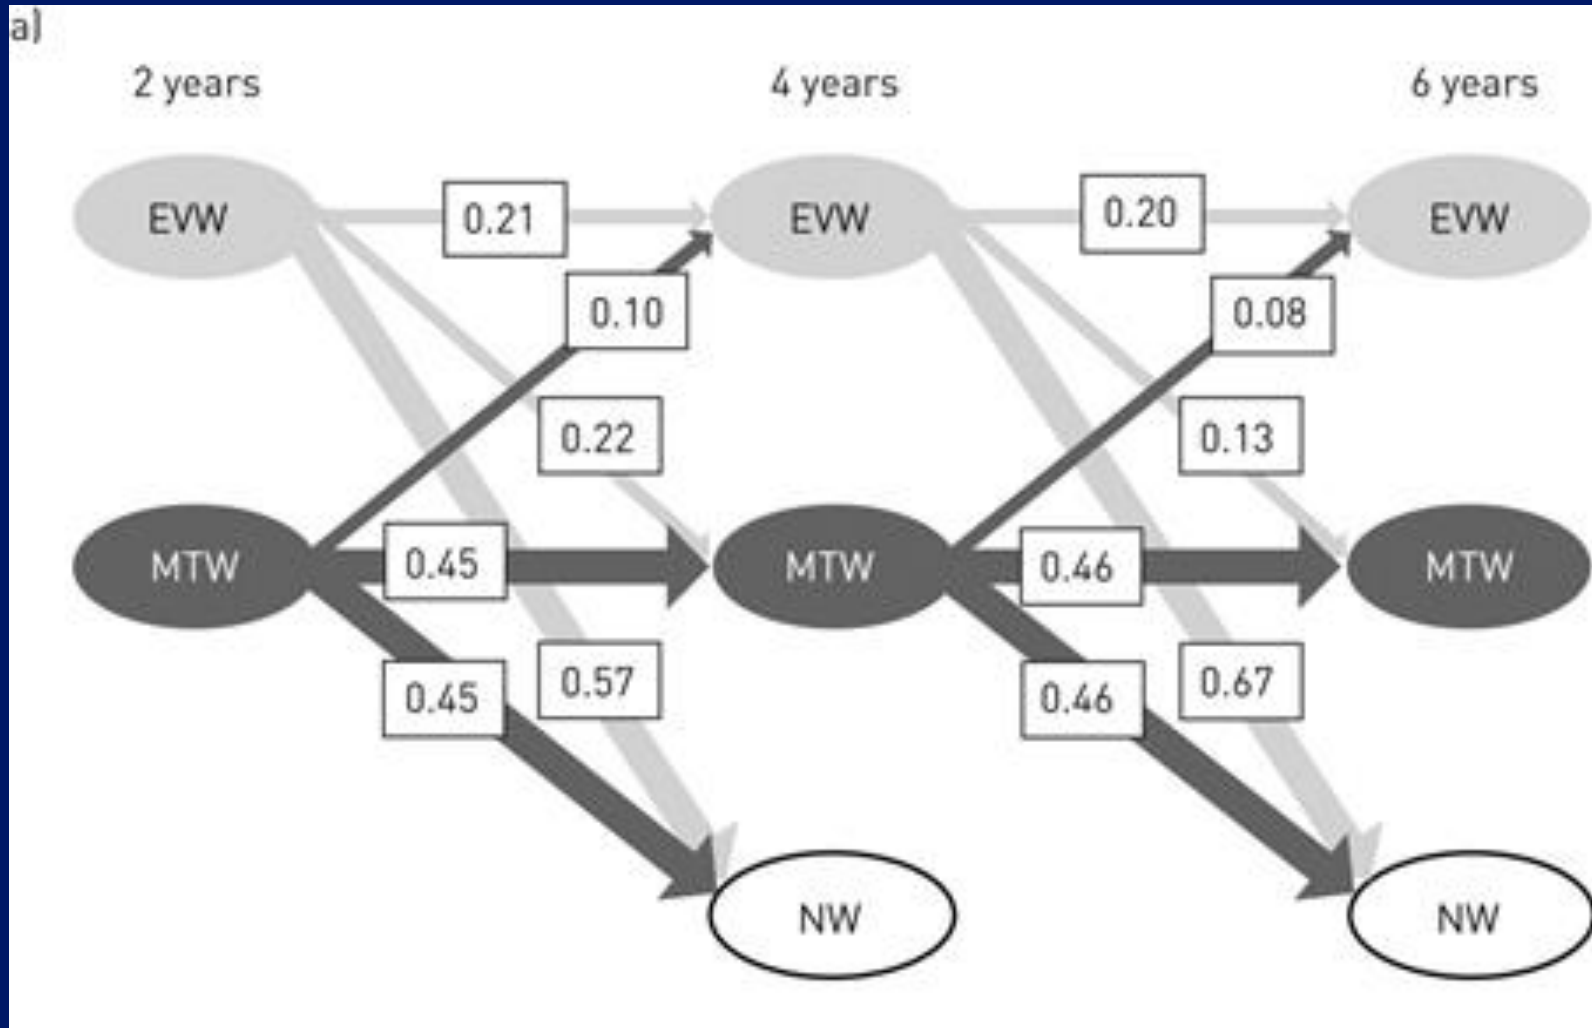 a)
2 years 4 years 6 years
EVW 0.21 EVW 0.20 EVW
0.10 0.08
0.22 0.13
MTW 0.45 MTW 0.46 MTW
0.45 0.57 0.46 0.67
NW NW